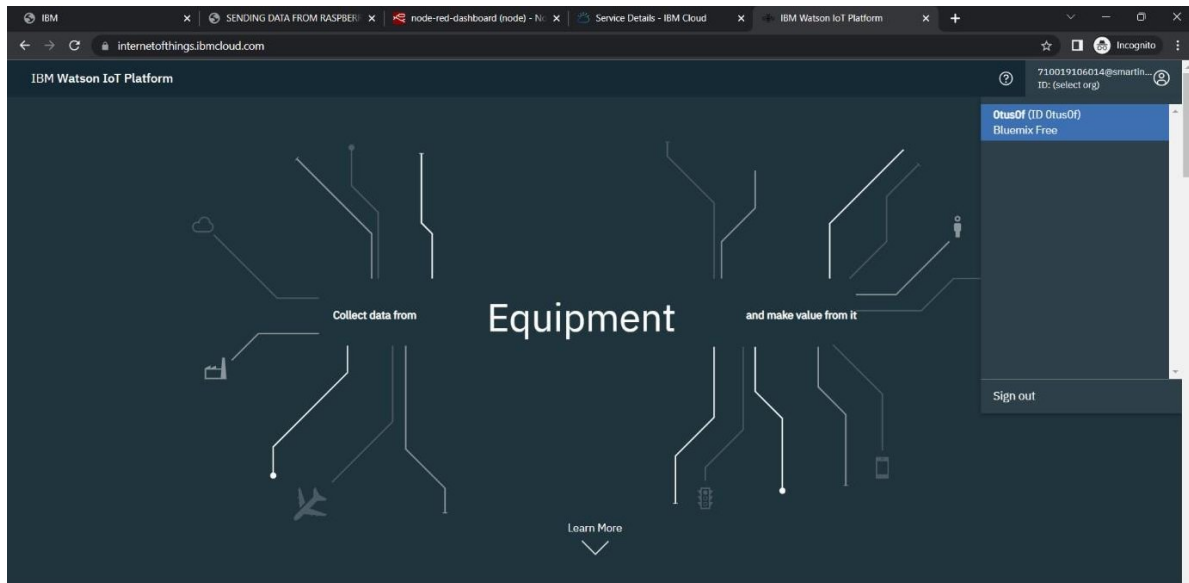 IBM
SENDING DATA FROM RASPBERR
node-red-dashboard (node) - No
Service Details - IBM Cloud
IBM Watson IoT Platform
internetofthings.ibmcloud.com
Incognito
IBM Watson IoT Platform
710019106014@smartin...
ID: (select org)
0tus0f (ID 0tus0f)
Bluemix Free
Sign out
Collect data from
Equipment
and make value from it
Learn More